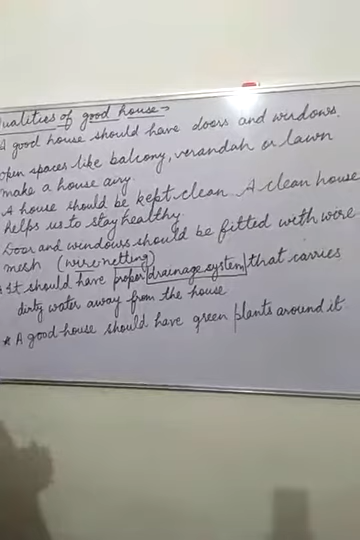 Qualities of good house →
A good house should have doors and windows.
open spaces like balcony, verandah or lawn
make a house airy.
A house should be kept clean. A clean house
helps us to stay healthy.
Door and windows should be fitted with wire
mesh (wire netting)
* It should have proper drainage system that carries
dirty water away from the house
* A good house should have green plants around it